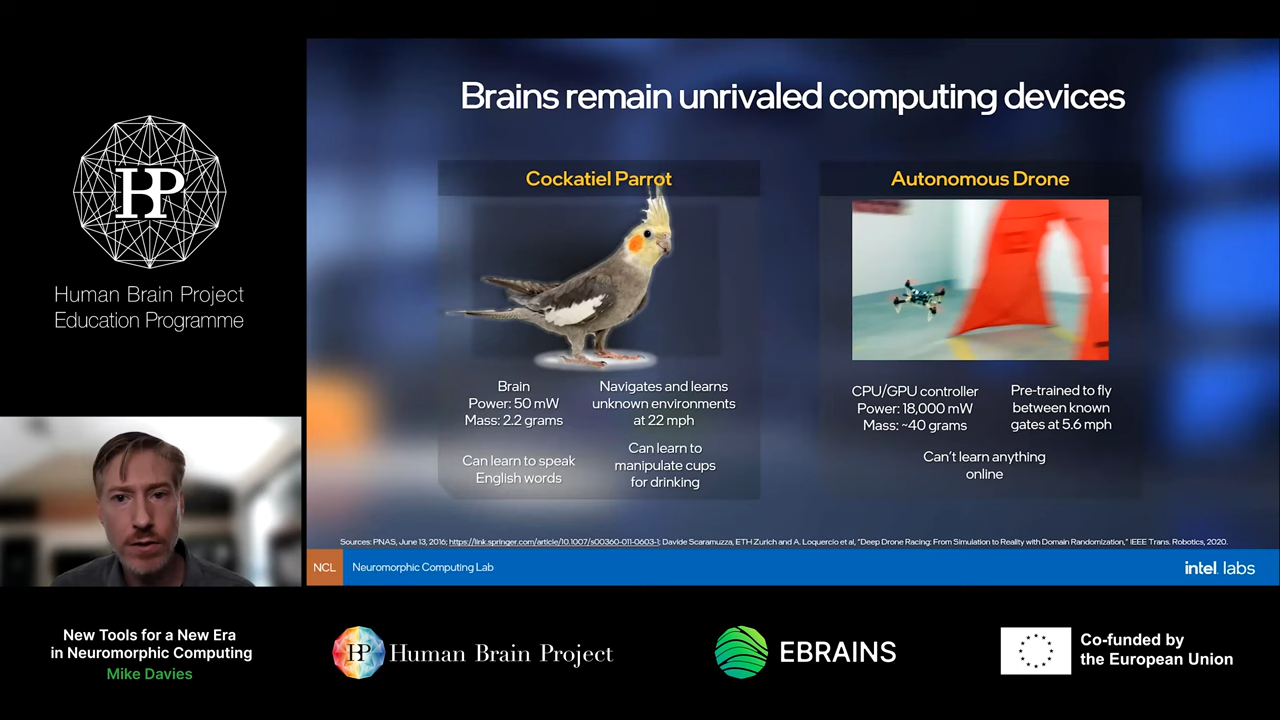 HP
Human Brain Project
Education Programme
Brains remain unrivaled computing devices
Cockatiel Parrot
Brain
Power: 50 mW
Mass: 2.2 grams
Navigates and learns
unknown environments
at 22 mph
Can learn to speak
English words
Can learn to
manipulate cups
for drinking
Autonomous Drone
CPU/GPU controller
Power: 18,000 mW
Mass: ~40 grams
Pre-trained to fly
between known
gates at 5.6 mph
Can't learn anything
online
Sources: PNAS, June 13, 2016; https://link.springer.com/article/10.1007/s00360-011-0603-1; Davide Scaramuzza, ETH Zurich and A. Loquercio et al, "Deep Drone Racing: From Simulation to Reality with Domain Randomization," IEEE Trans. Robotics, 2020.
NCL
Neuromorphic Computing Lab
intel labs
New Tools for a New Era
in Neuromorphic Computing
Mike Davies
HP
Human Brain Project
EBRAINS
Co-funded by
the European Union